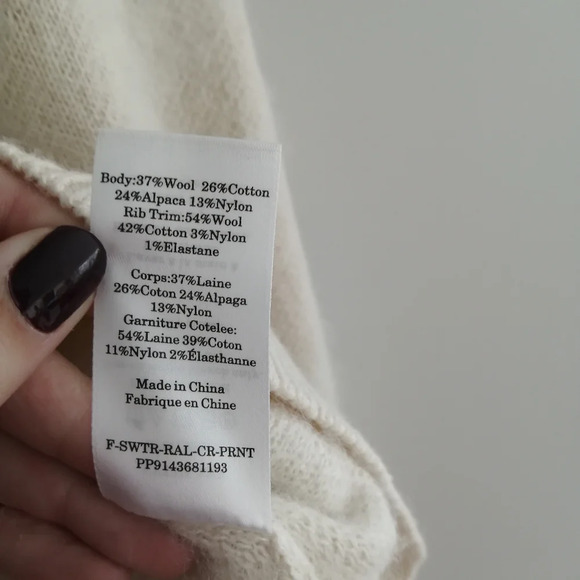 Body:37%Wool 26%Cotton
24%Alpaca 13%Nylon
Rib Trim:54%Wool
42%Cotton 3%Nylon
1%Elastane
Corps:37%Laine
26%Coton 24%Alpaga
13%Nylon
Garniture Cotelee:
54%Laine 39%Coton
11%Nylon 2%Élasthanne
Made in China
Fabrique en Chine
F-SWTR-RAL-CR-PRNT
PP9143681193